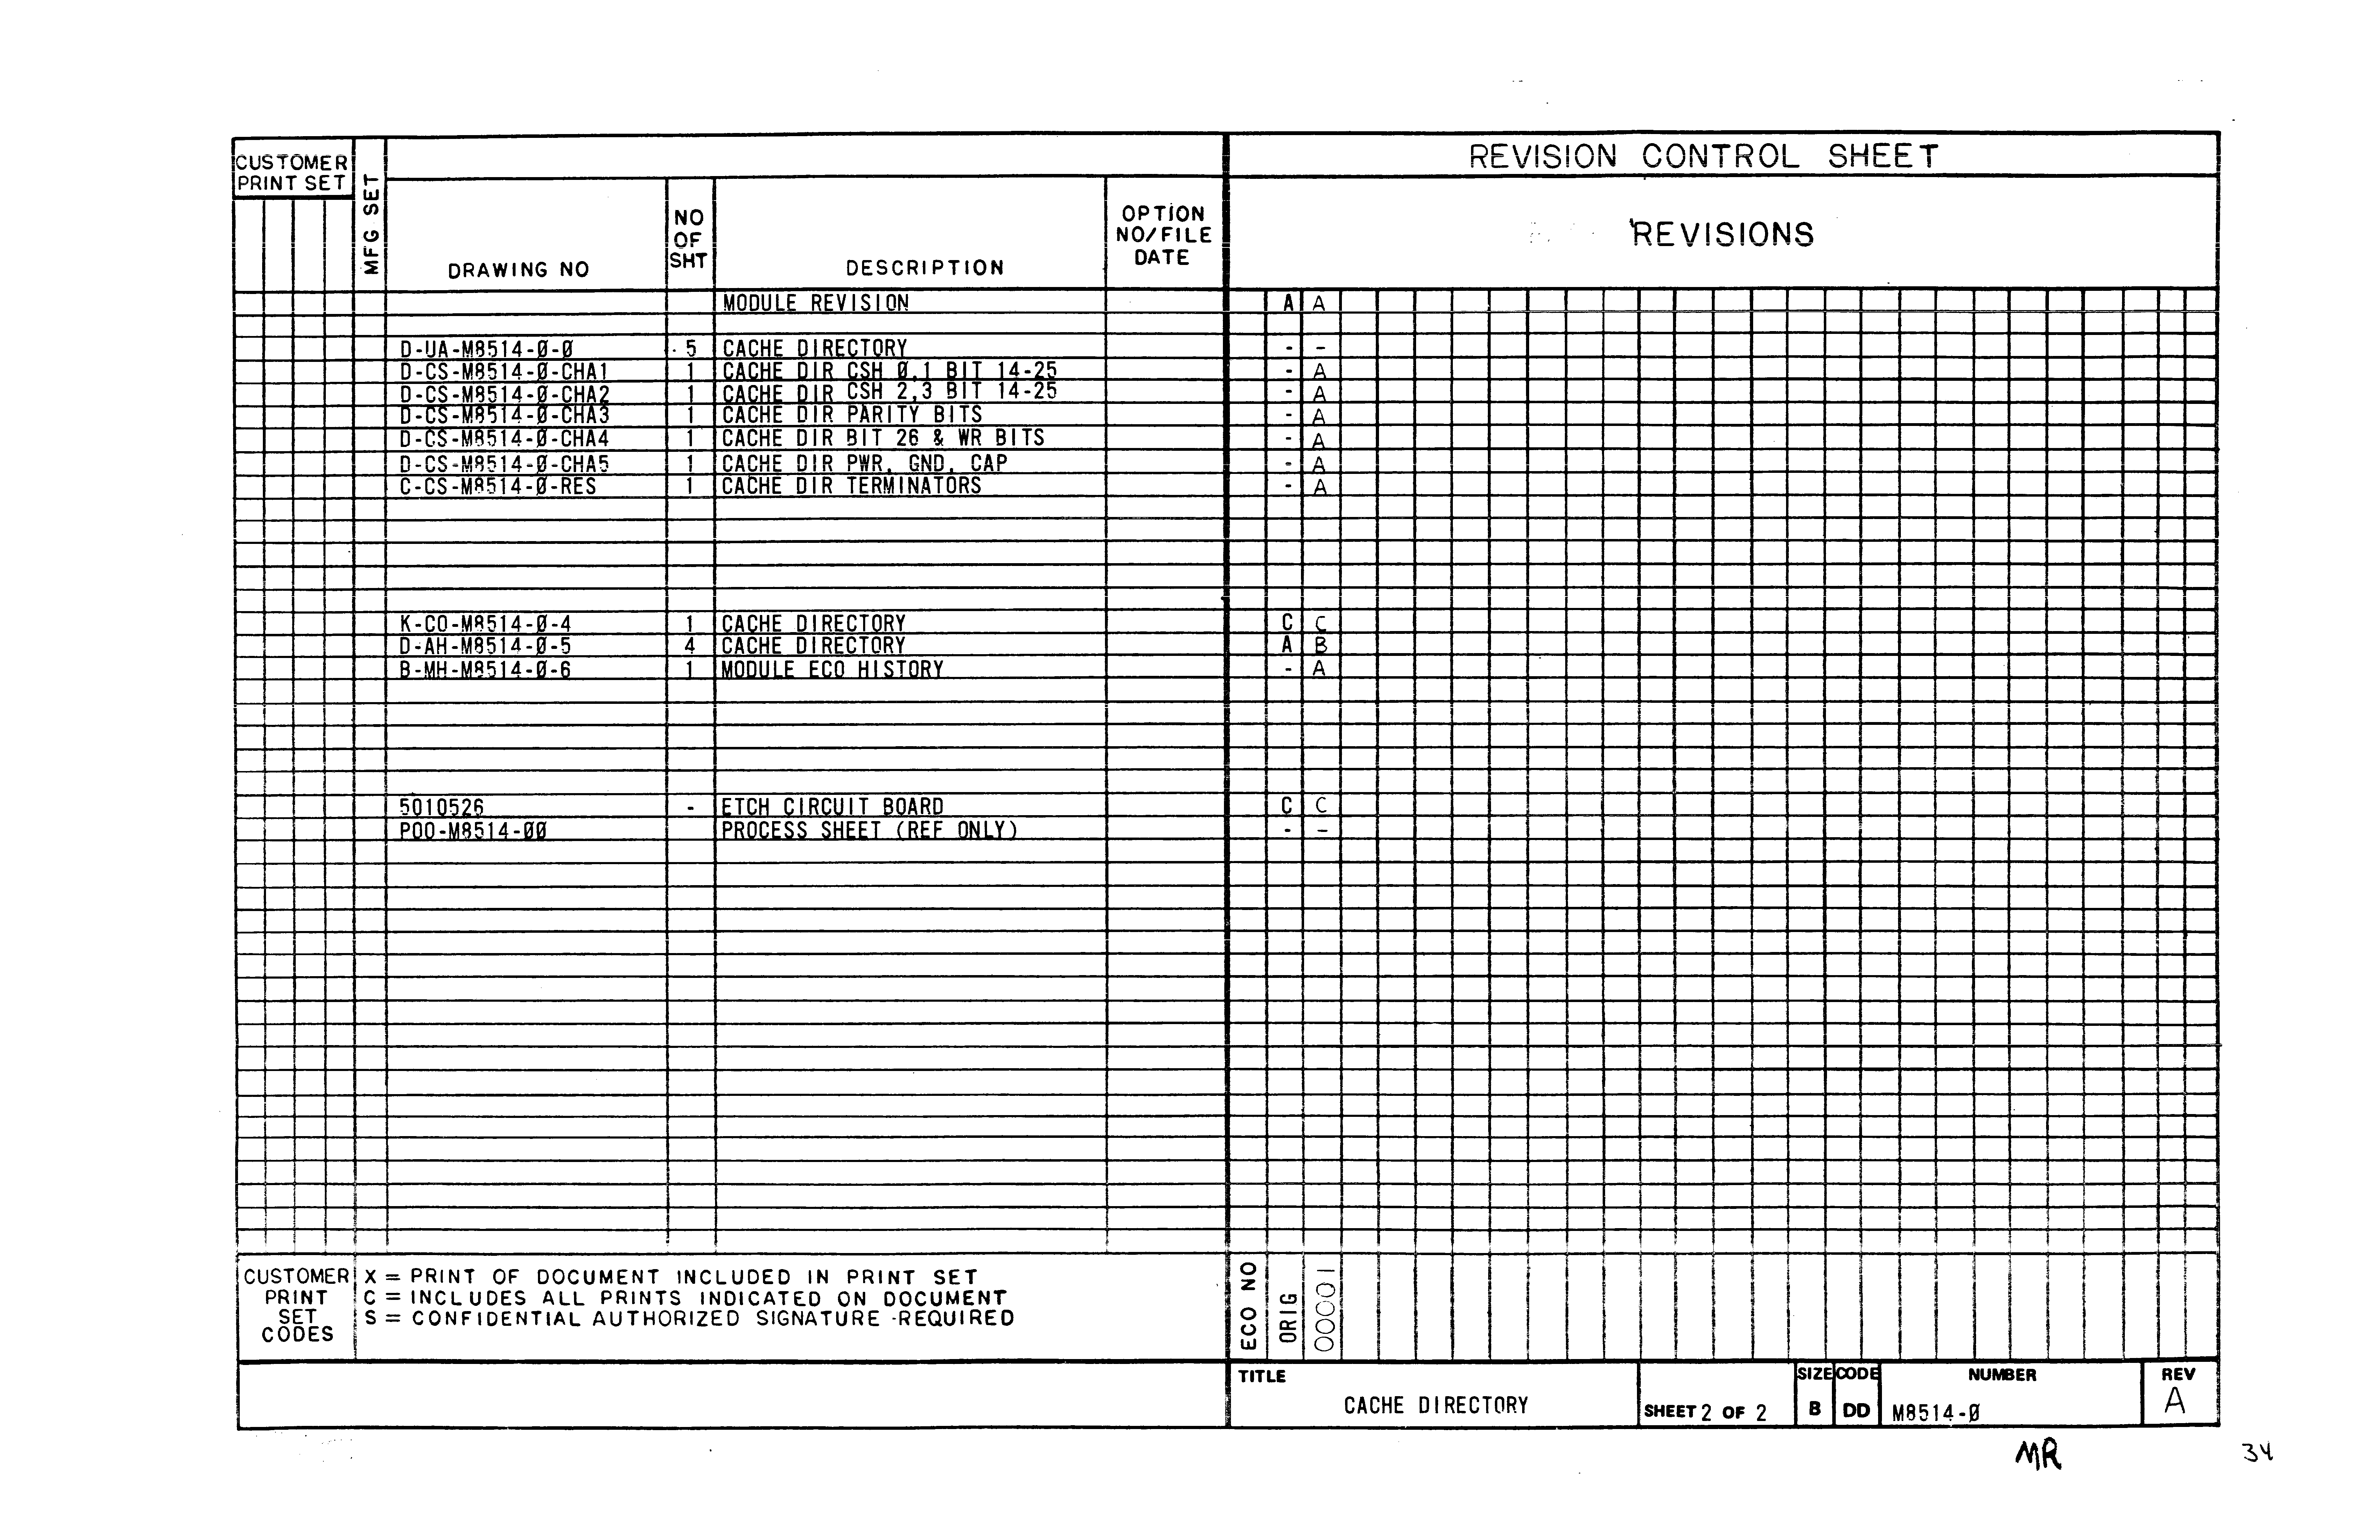 CUSTOMER
PRINT SET
MFG SET
DRAWING NO
NO
OF
SHT
DESCRIPTION
OPTION
NO/FILE
DATE
REVISION CONTROL SHEET
REVISIONS
MODULE REVISION A A
D-UA-M8514-Ø-Ø 5 CACHE DIRECTORY - -
D-CS-M8514-Ø-CHA1 1 CACHE DIR CSH Ø,1 BIT 14-25 - A
D-CS-M8514-Ø-CHA2 1 CACHE DIR CSH 2,3 BIT 14-25 - A
D-CS-M8514-Ø-CHA3 1 CACHE DIR PARITY BITS - A
D-CS-M8514-Ø-CHA4 1 CACHE DIR BIT 26 & WR BITS - A
D-CS-M8514-Ø-CHA5 1 CACHE DIR PWR, GND, CAP - A
C-CS-M8514-Ø-RES 1 CACHE DIR TERMINATORS - A
K-CO-M8514-Ø-4 1 CACHE DIRECTORY C C
D-AH-M8514-Ø-5 4 CACHE DIRECTORY A B
B-MH-M8514-Ø-6 1 MODULE ECO HISTORY - A
5010526 - ETCH CIRCUIT BOARD C C
POO-M8514-ØØ PROCESS SHEET (REF ONLY) - -
CUSTOMER
PRINT
SET
CODES
X = PRINT OF DOCUMENT INCLUDED IN PRINT SET
C = INCLUDES ALL PRINTS INDICATED ON DOCUMENT
S = CONFIDENTIAL AUTHORIZED SIGNATURE -REQUIRED
ECO NO
ORIG
00001
TITLE
CACHE DIRECTORY
SHEET 2 OF 2
SIZE
B
CODE
DD
NUMBER
M8514-Ø
REV
A
MR
34